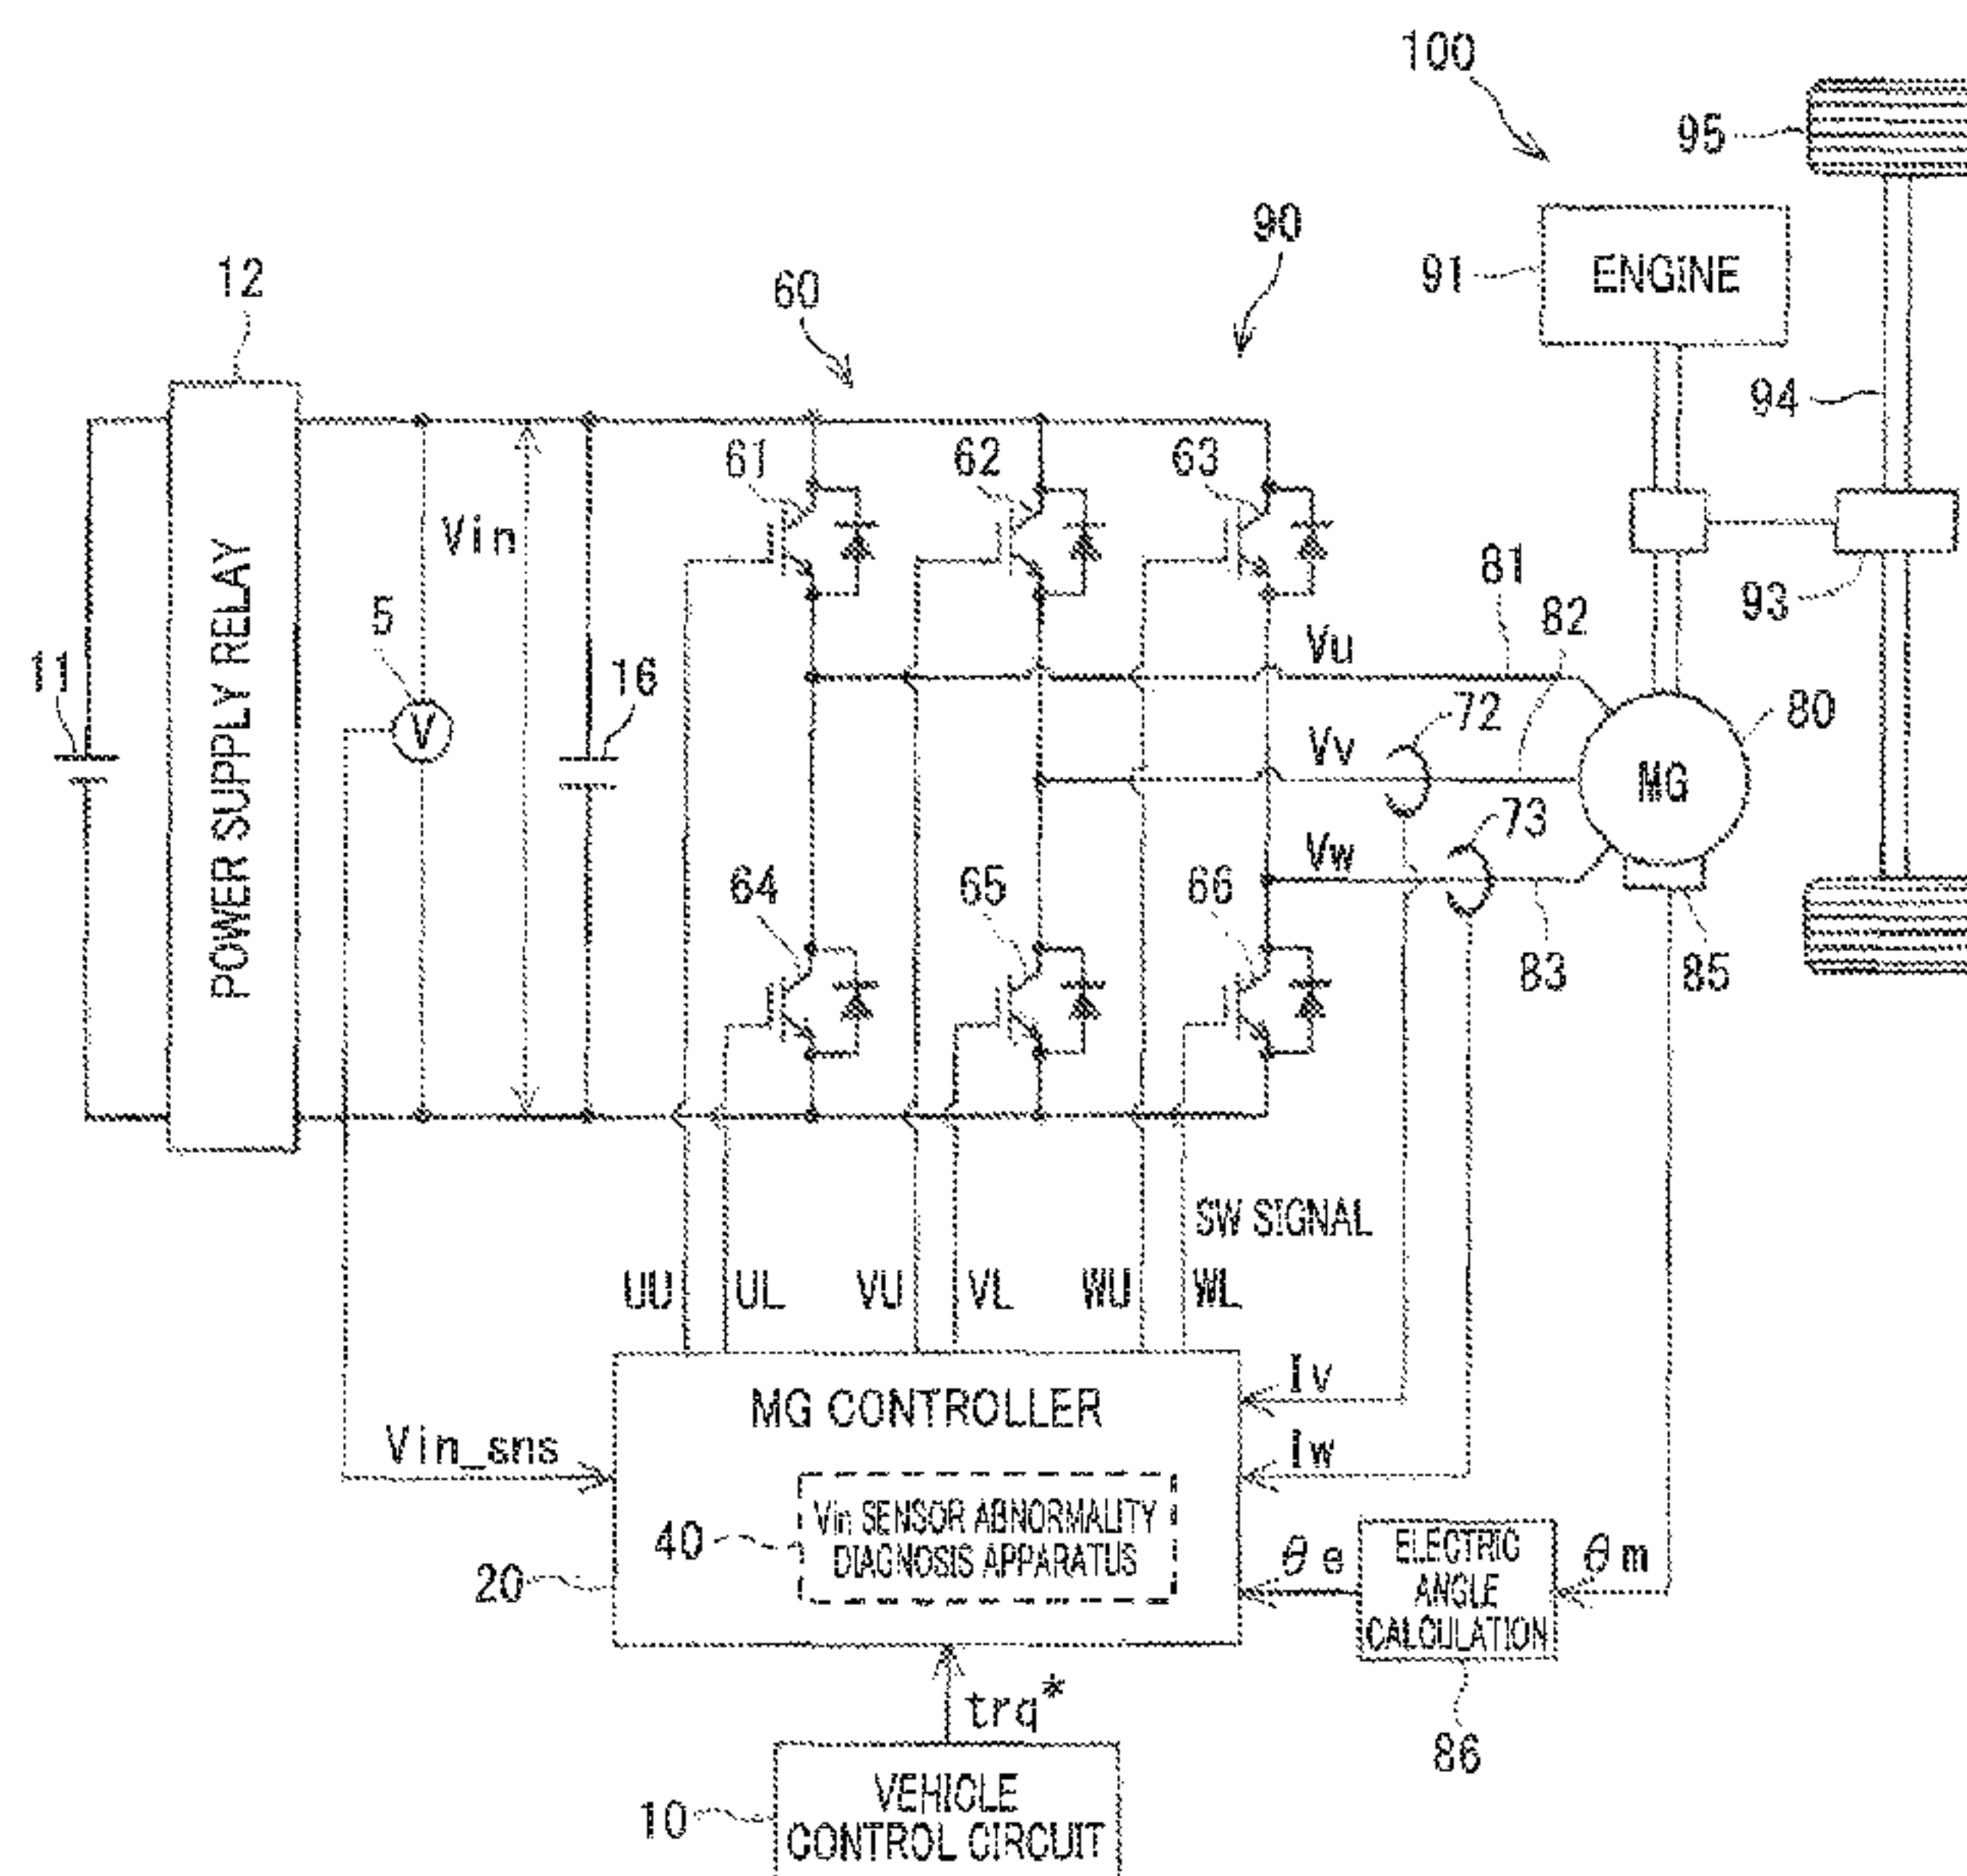 100
95
90
12
60
91
ENGINE
94
61
62
63
Vin
POWER SUPPLY RELAY
81
82
93
5
Vu
11
16
72
80
Vv
MG
73
Vw
64
65
66
83
85
SW SIGNAL
UU
UL
VU
VL
WU
WL
Iv
MG CONTROLLER
Vin_sns
Iw
Vin SENSOR ABNORMALITY
DIAGNOSIS APPARATUS
40
20
θe
ELECTRIC
ANGLE
CALCULATION
θm
trq*
86
10
VEHICLE
CONTROL CIRCUIT